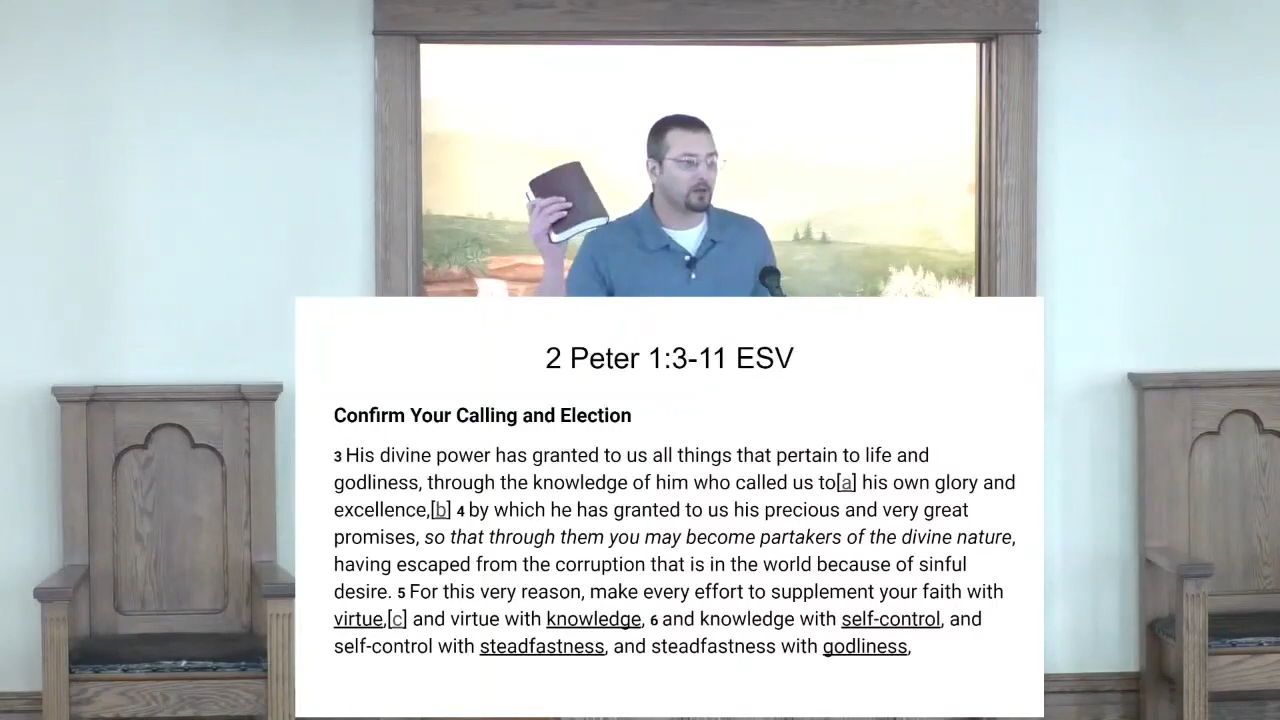 2 Peter 1:3-11 ESV
Confirm Your Calling and Election
3 His divine power has granted to us all things that pertain to life and
godliness, through the knowledge of him who called us to[a] his own glory and
excellence,[b] 4 by which he has granted to us his precious and very great
promises, so that through them you may become partakers of the divine nature,
having escaped from the corruption that is in the world because of sinful
desire. 5 For this very reason, make every effort to supplement your faith with
virtue,[c] and virtue with knowledge, 6 and knowledge with self-control, and
self-control with steadfastness, and steadfastness with godliness,